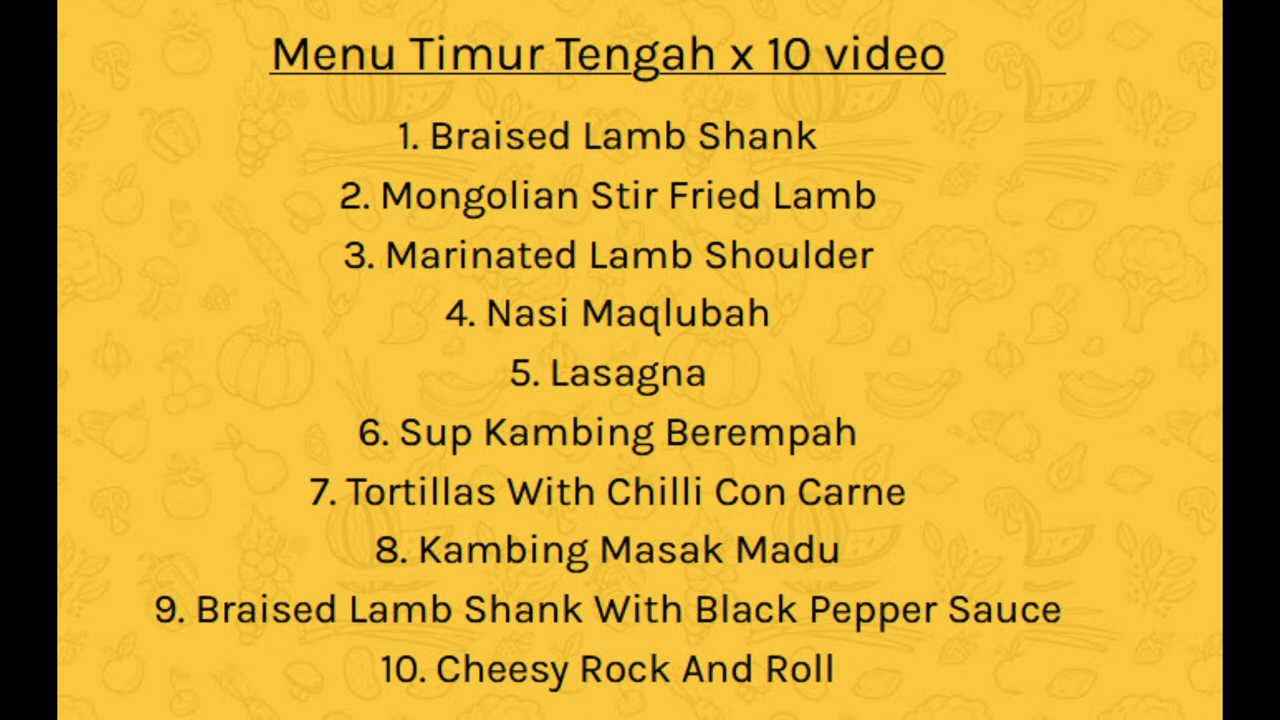 Menu Timur Tengah x 10 video
1. Braised Lamb Shank
2. Mongolian Stir Fried Lamb
3. Marinated Lamb Shoulder
4. Nasi Maqlubah
5. Lasagna
6. Sup Kambing Berempah
7. Tortillas With Chilli Con Carne
8. Kambing Masak Madu
9. Braised Lamb Shank With Black Pepper Sauce
10. Cheesy Rock And Roll